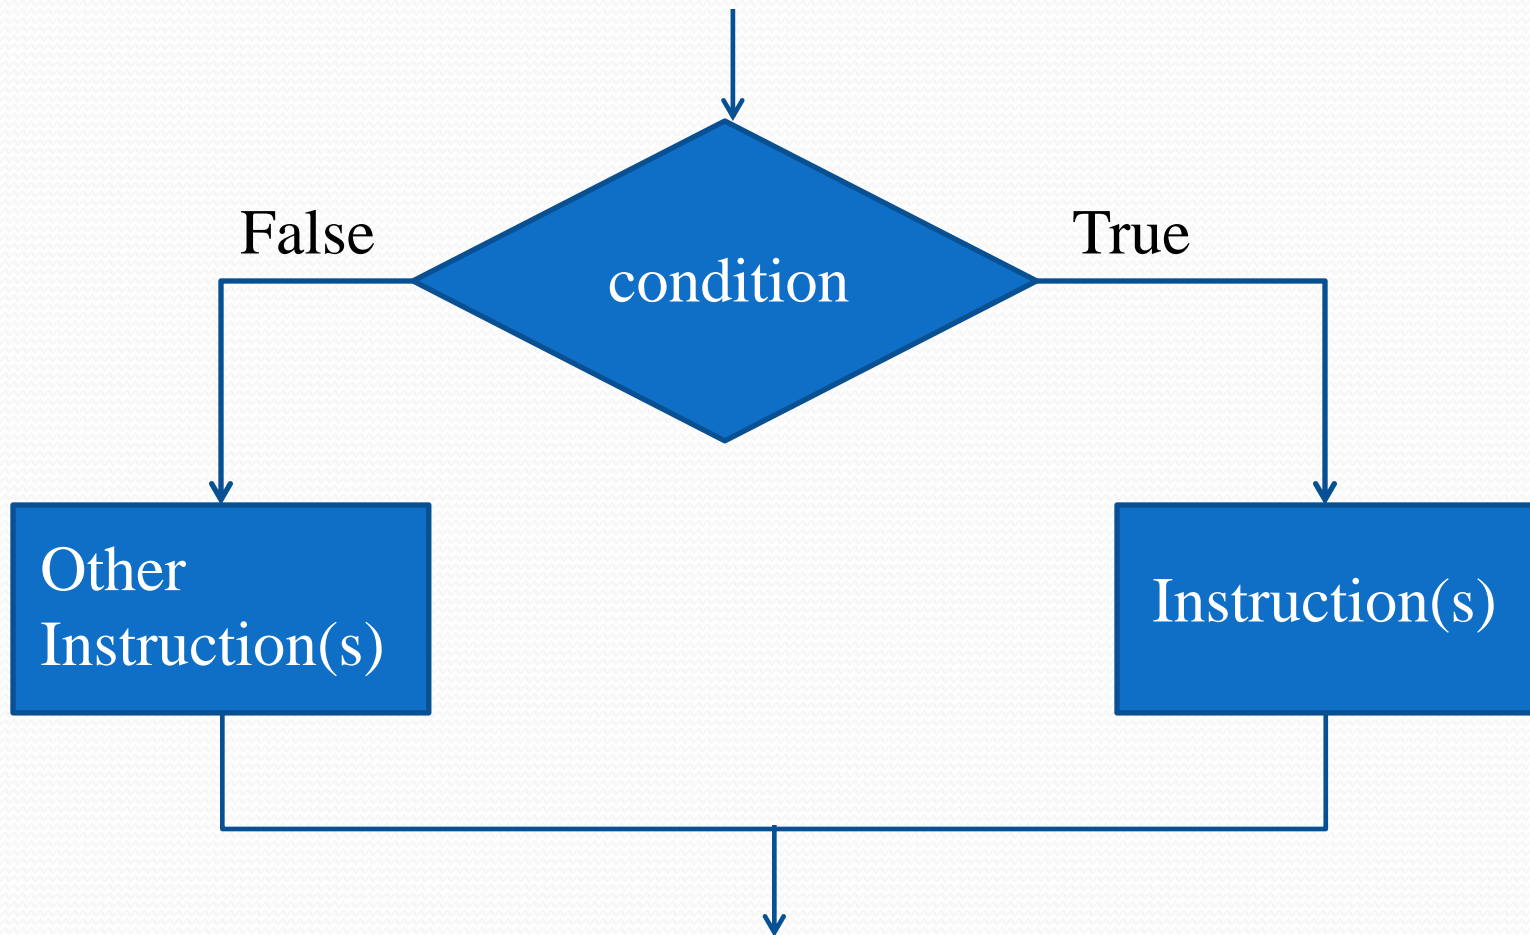 False
True
condition
Other
Instruction(s)
Instruction(s)